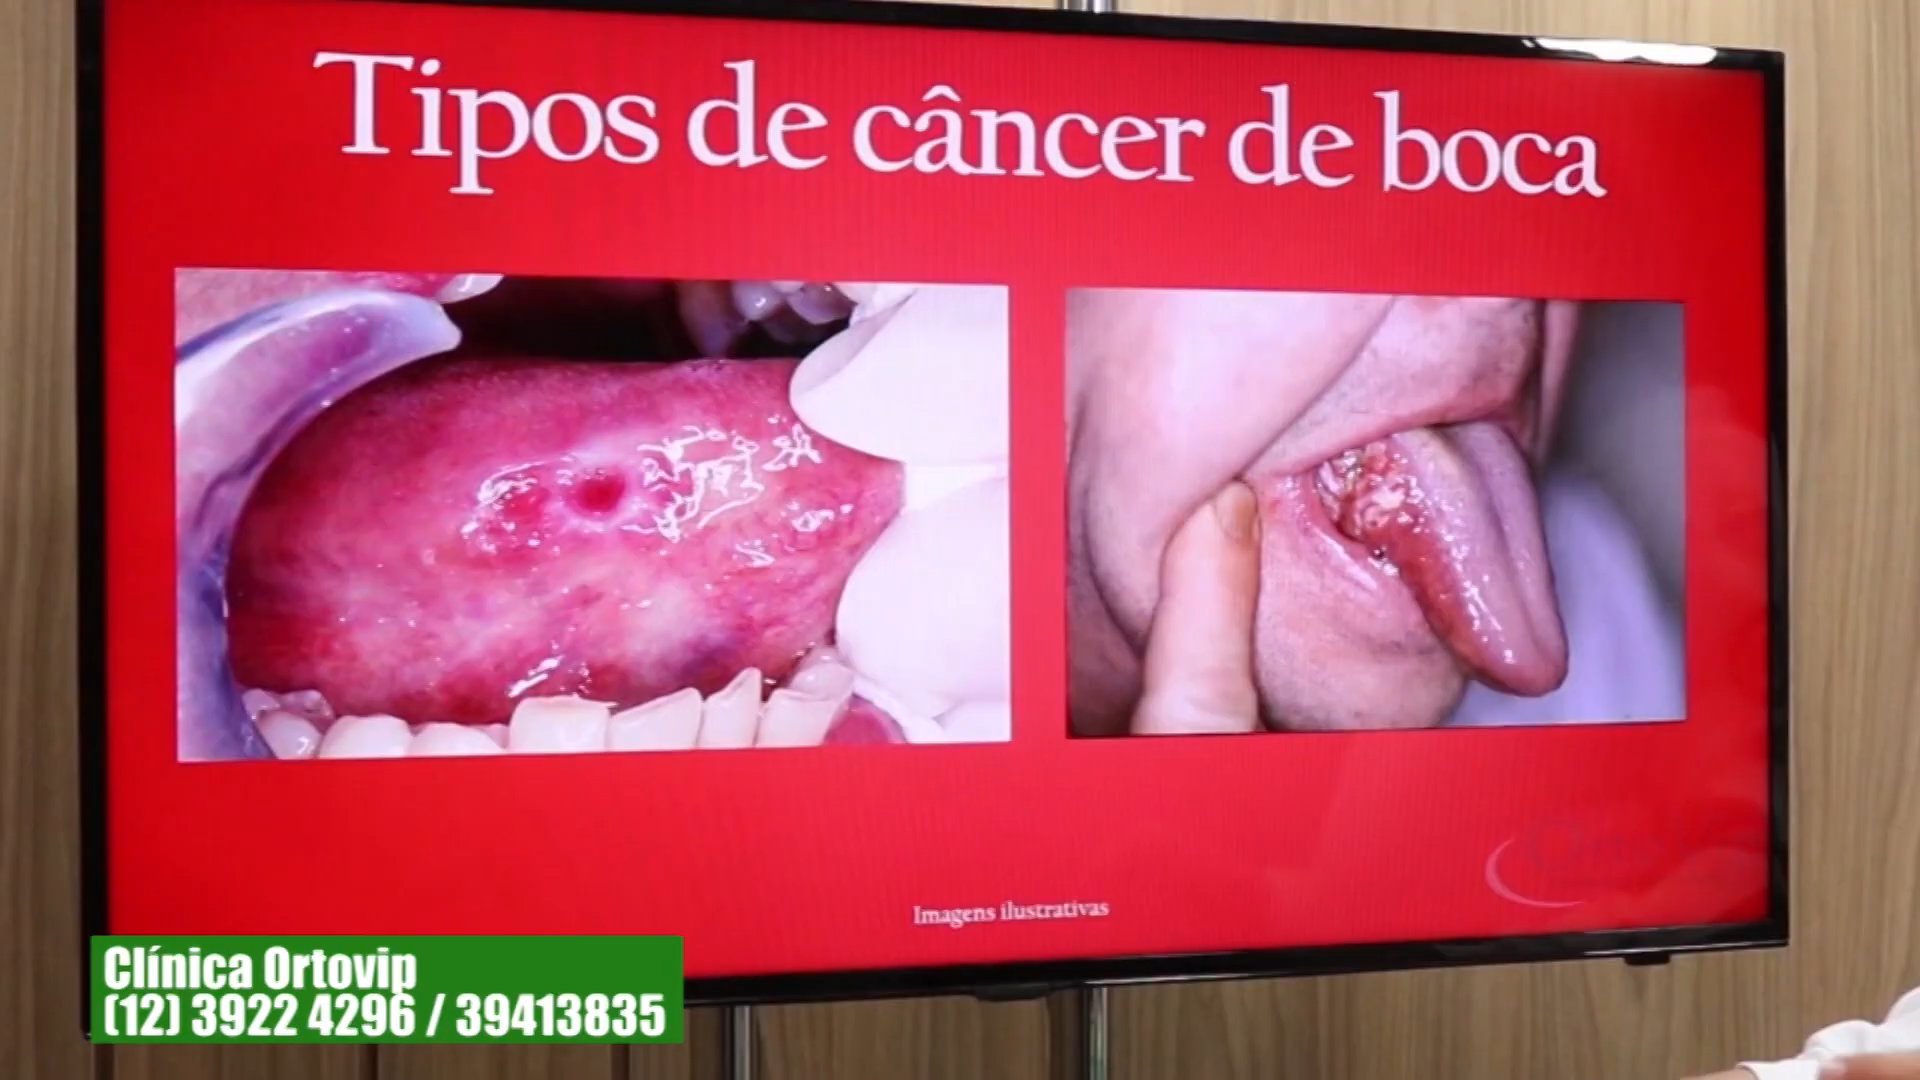 Tipos de câncer de boca
Imagens ilustrativas
Clínica Ortovip
(12) 3922 4296 / 39413835